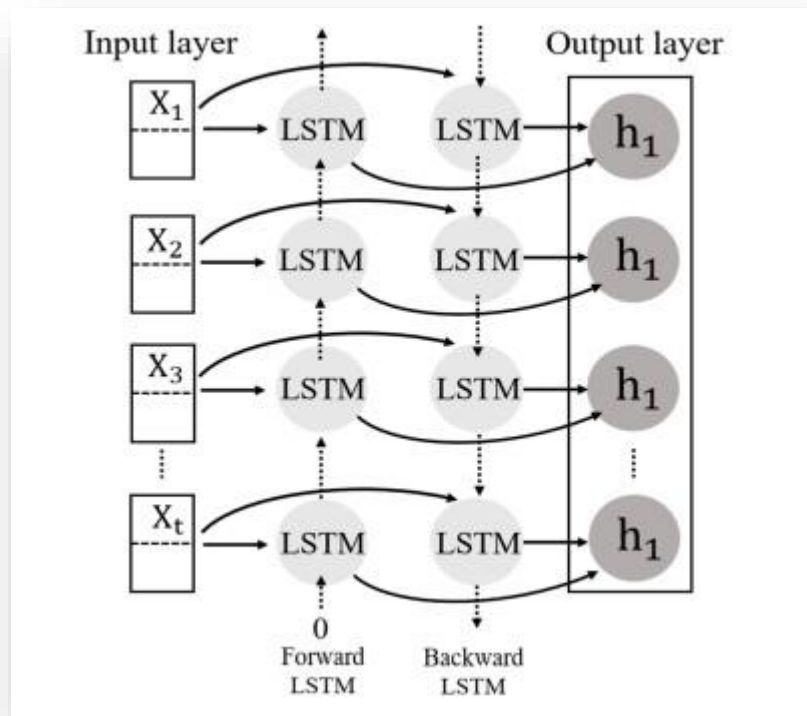 Input layer
Output layer
X₁
LSTM
LSTM
h₁
X₂
LSTM
LSTM
h₁
X₃
LSTM
LSTM
h₁
Xₜ
LSTM
LSTM
h₁
0
Forward
LSTM
Backward
LSTM